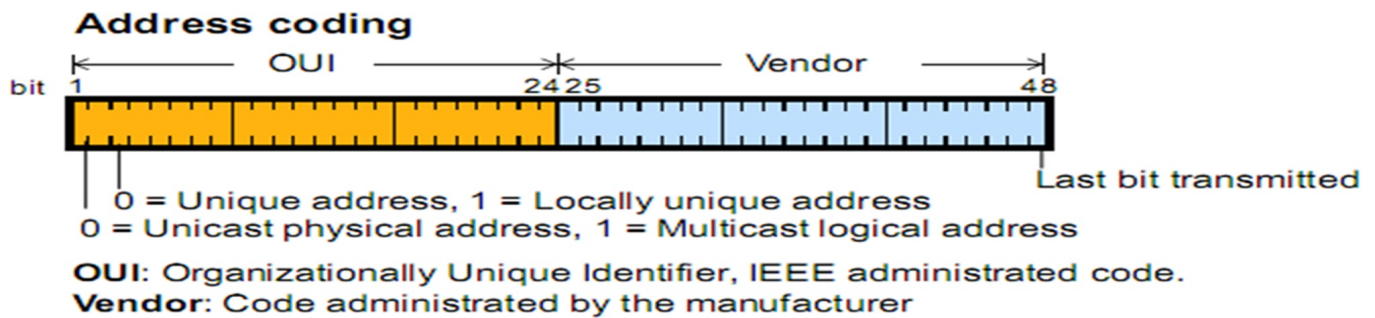 Address coding
OUI Vendor
bit 1 24 25 48
Last bit transmitted
0 = Unique address, 1 = Locally unique address
0 = Unicast physical address, 1 = Multicast logical address
OUI: Organizationally Unique Identifier, IEEE administrated code.
Vendor: Code administrated by the manufacturer